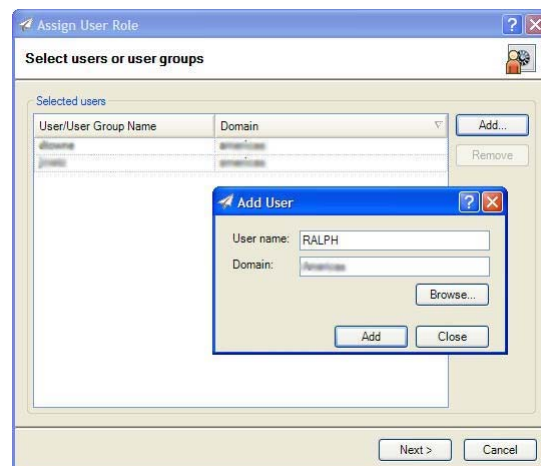 Assign User Role
Select users or user groups
Selected users
User/User Group Name Domain
Add...
Remove
Add User
User name: RALPH
Domain:
Browse...
Add Close
Next > Cancel